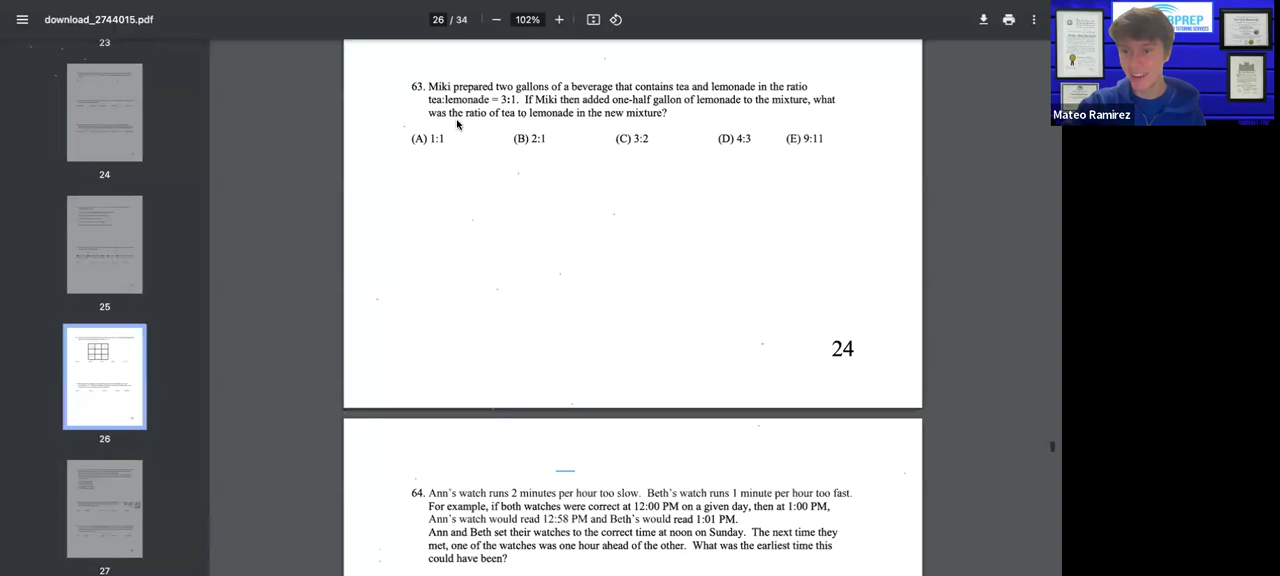 download_2744015.pdf
26 / 34
102%
23
24
25
26
27
63. Miki prepared two gallons of a beverage that contains tea and lemonade in the ratio
tea:lemonade = 3:1. If Miki then added one-half gallon of lemonade to the mixture, what
was the ratio of tea to lemonade in the new mixture?
(A) 1:1 (B) 2:1 (C) 3:2 (D) 4:3 (E) 9:11
24
64. Ann's watch runs 2 minutes per hour too slow. Beth's watch runs 1 minute per hour too fast.
For example, if both watches were correct at 12:00 PM on a given day, then at 1:00 PM,
Ann's watch would read 12:58 PM and Beth's would read 1:01 PM.
Ann and Beth set their watches to the correct time at noon on Sunday. The next time they
met, one of the watches was one hour ahead of the other. What was the earliest time this
could have been?
PREP
TUTORING SERVICES
Mateo Ramirez